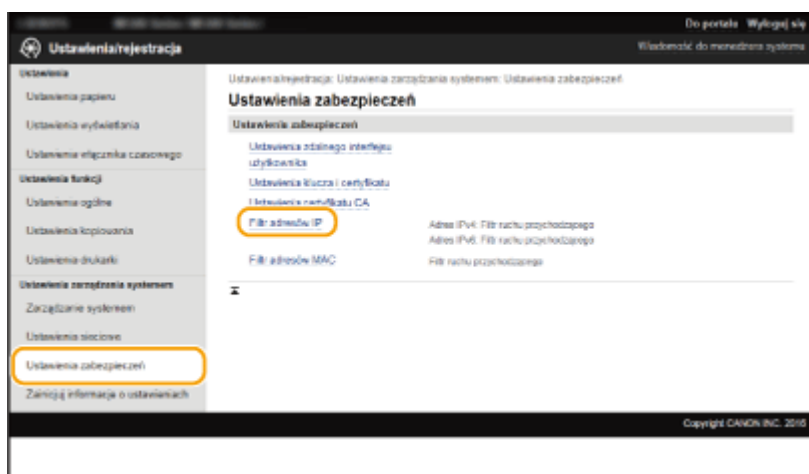 Do portalu Wyloguj się
Ustawienia/rejestracja
Wiadomość do menedżera systemu
Ustawienia
Ustawienia papieru
Ustawienia wyświetlania
Ustawienia włącznika czasowego
Ustawienia funkcji
Ustawienia ogólne
Ustawienia kopiowania
Ustawienia drukarki
Ustawienia zarządzania systemem
Zarządzanie systemem
Ustawienia sieciowe
Ustawienia zabezpieczeń
Zainicjuj informacje o ustawieniach
Ustawienia/rejestracja: Ustawienia zarządzania systemem: Ustawienia zabezpieczeń
Ustawienia zabezpieczeń
Ustawienia zabezpieczeń
Ustawienia zdalnego interfejsu
użytkownika
Ustawienia klucza i certyfikatu
Ustawienia certyfikatu CA
Filtr adresów IP
Adres IPv4: Filtr ruchu przychodzącego
Adres IPv6: Filtr ruchu przychodzącego
Filtr adresów MAC
Filtr ruchu przychodzącego
Copyright CANON INC. 2016